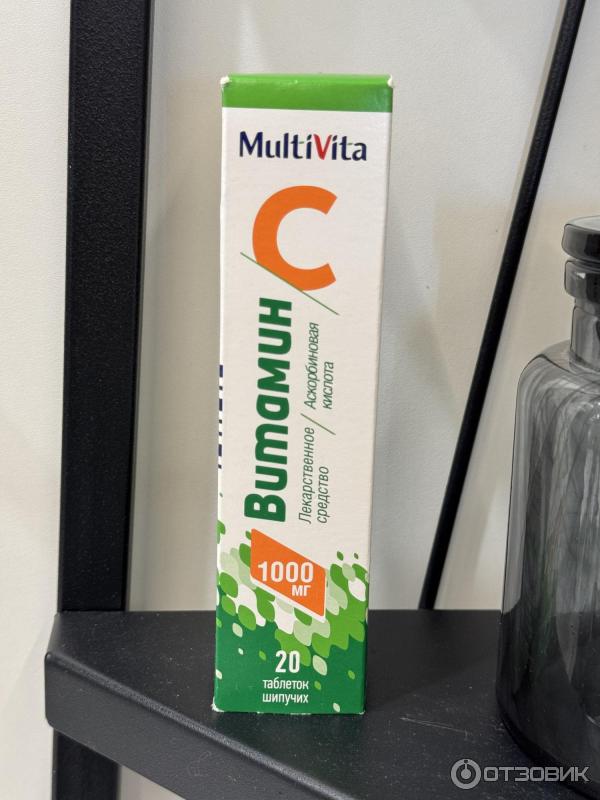 MultiVita
Витамин C
Лекарственное
средство
Аскорбиновая
кислота
1000
мг
20
таблеток
шипучих
ОТЗОВИК